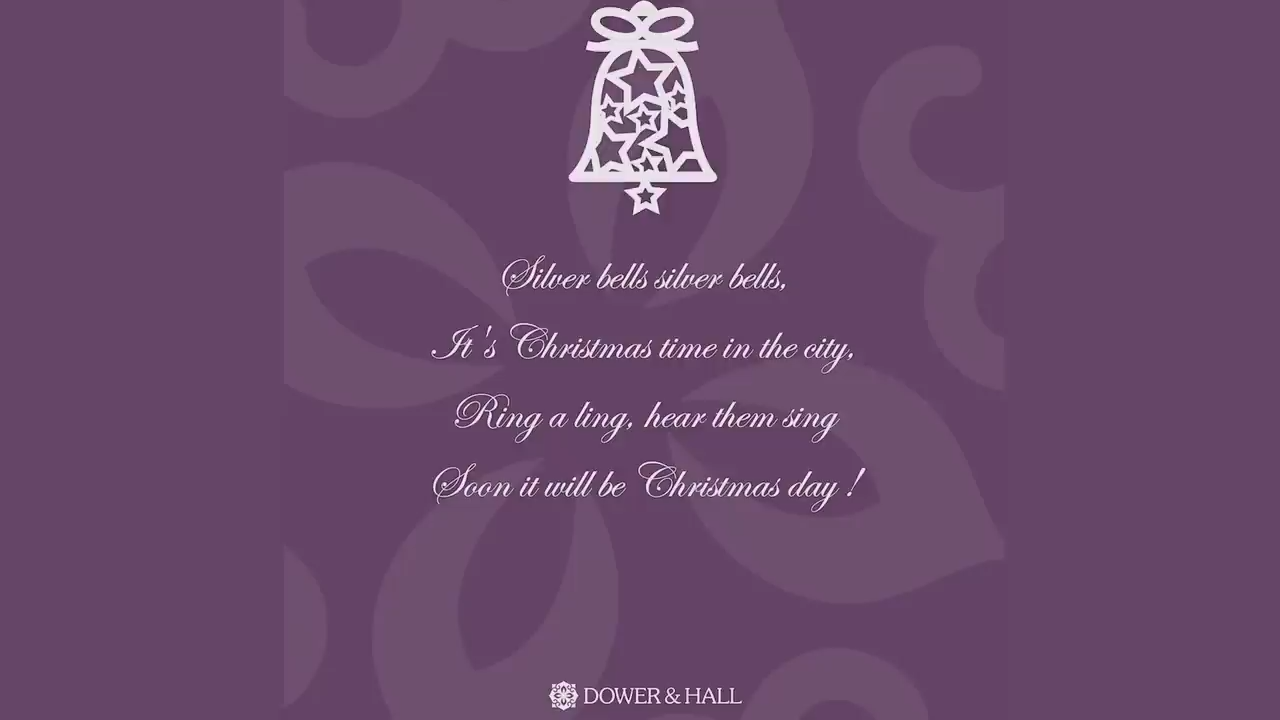 Silver bells silver bells,
It's Christmas time in the city,
Ring a ling, hear them sing
Soon it will be Christmas day !
DOWER & HALL